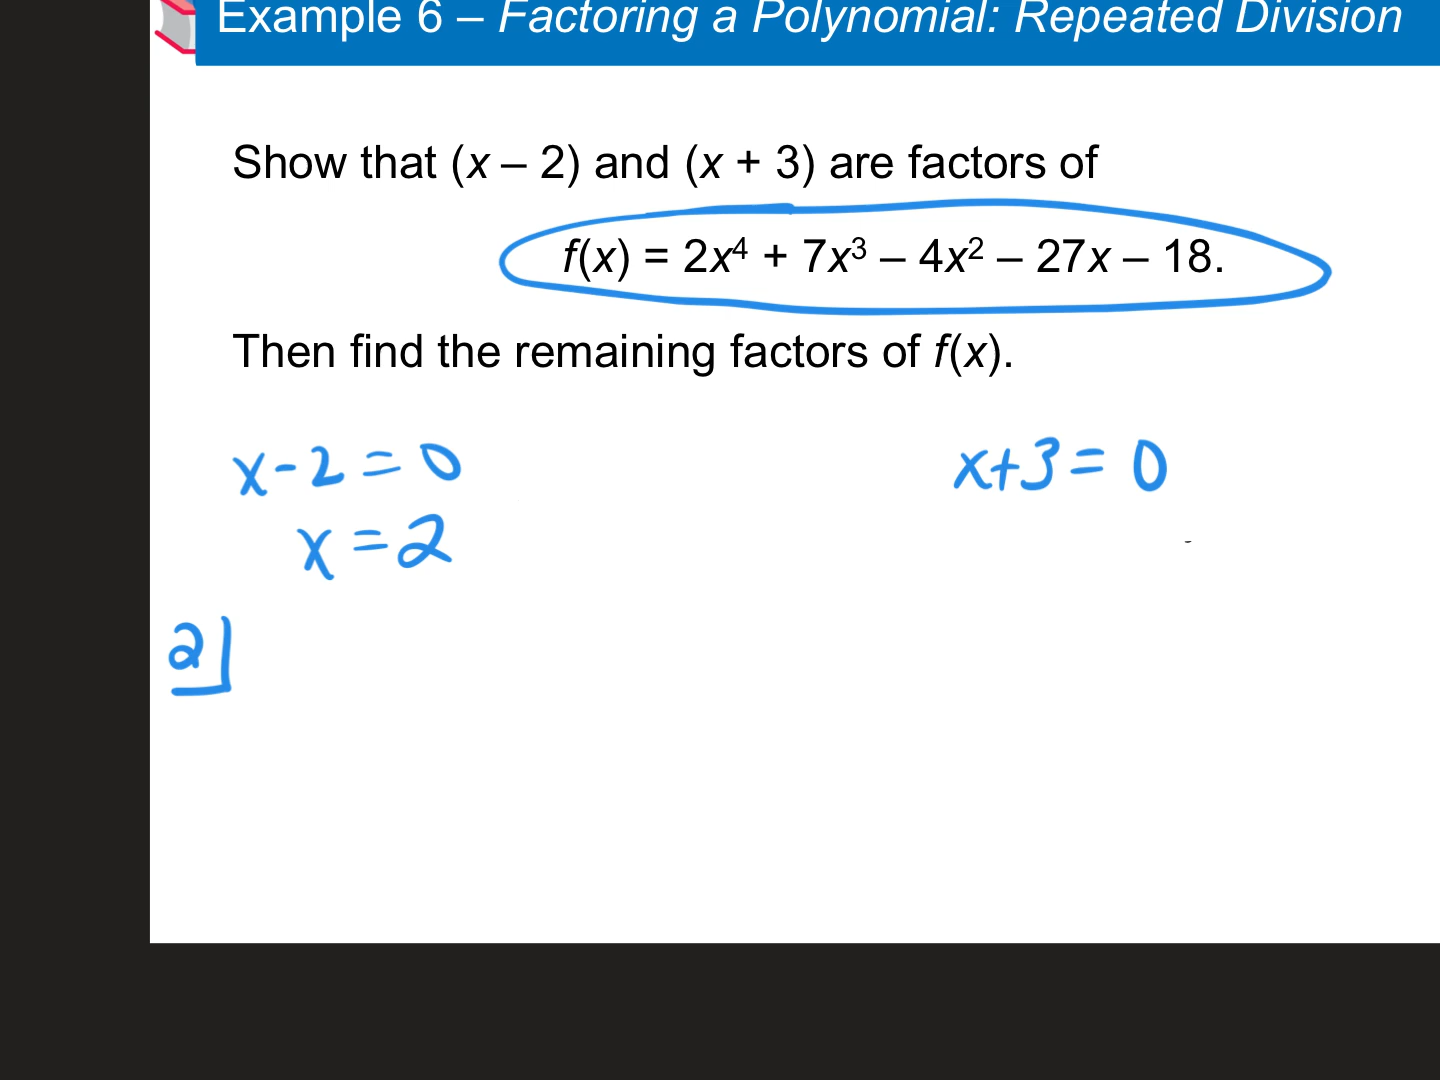 Example 6 – Factoring a Polynomial: Repeated Division
Show that (x – 2) and (x + 3) are factors of
f(x) = 2x⁴ + 7x³ – 4x² – 27x – 18.
Then find the remaining factors of f(x).
x-2=0
x+3=0
x=2
2